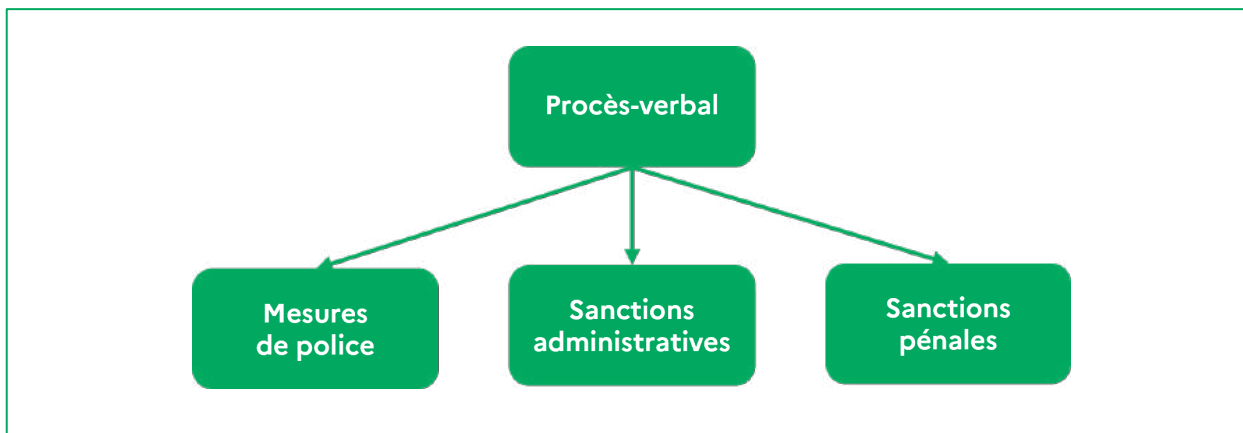 Procès-verbal
Mesures
de police
Sanctions
administratives
Sanctions
pénales